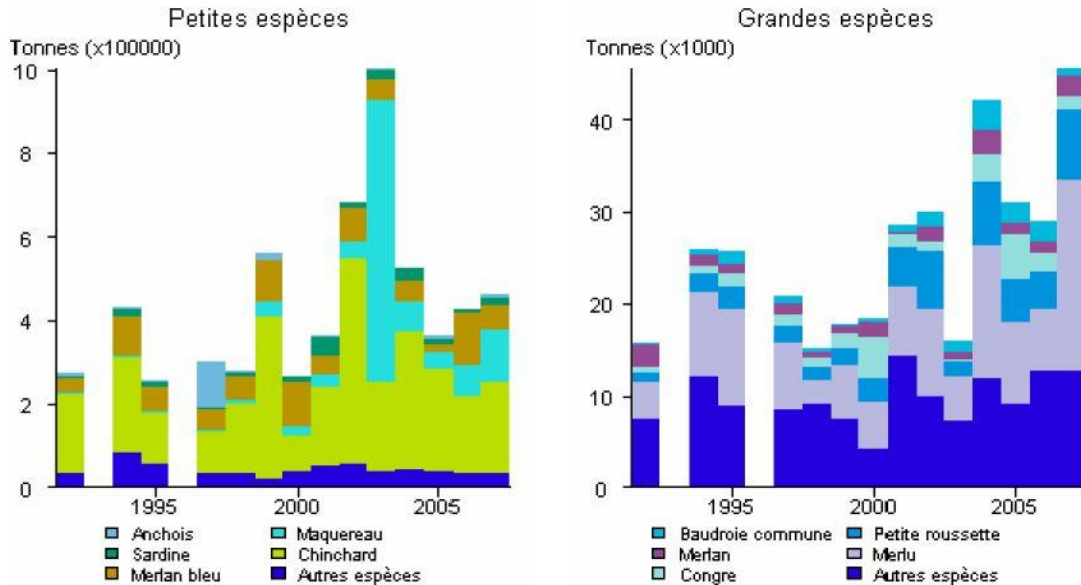 Petites espèces
Tonnes (x100000)
10
8
6
4
2
0
1995 2000 2005
Anchois Maquereau
Sardine Chinchard
Merlan bleu Autres espèces
Grandes espèces
Tonnes (x1000)
40
30
20
10
0
1995 2000 2005
Baudroie commune Petite roussette
Merlan Merlu
Congre Autres espèces